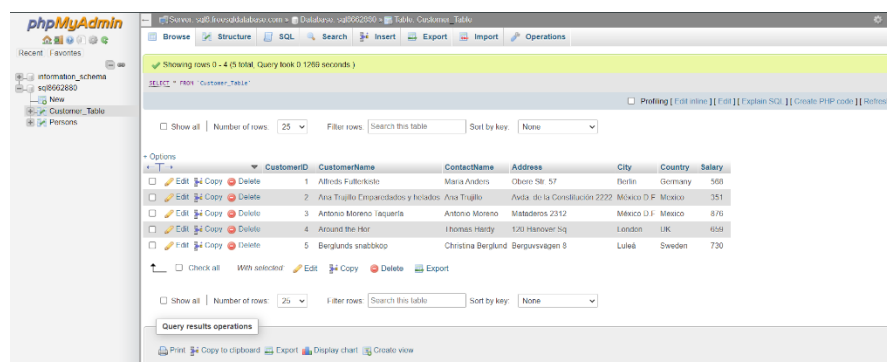 phpMyAdmin
Recent Favorites
information_schema
sql8662880
New
Customer_Table
Persons
Server: sql8.freesqldatabase.com » Database: sql8662880 » Table: Customer_Table
Browse Structure SQL Search Insert Export Import Operations
Showing rows 0 - 4 (5 total, Query took 0.1269 seconds.)
SELECT * FROM `Customer_Table`
Profiling [ Edit inline ] [ Edit ] [ Explain SQL ] [ Create PHP code ] [ Refres
Show all | Number of rows: 25 Filter rows: Search this table Sort by key: None
+ Options
CustomerID CustomerName ContactName Address City Country Salary
Edit Copy Delete 1 Alfreds Futterkiste Maria Anders Obere Str. 57 Berlin Germany 568
Edit Copy Delete 2 Ana Trujillo Emparedados y helados Ana Trujillo Avda. de la Constitución 2222 México D.F. Mexico 351
Edit Copy Delete 3 Antonio Moreno Taquería Antonio Moreno Mataderos 2312 México D.F. Mexico 876
Edit Copy Delete 4 Around the Hor Thomas Hardy 120 Hanover Sq London UK 659
Edit Copy Delete 5 Berglunds snabbkop Christina Berglund Berguvsvägen 8 Luleå Sweden 730
Check all With selected: Edit Copy Delete Export
Show all | Number of rows: 25 Filter rows: Search this table Sort by key: None
Query results operations
Print Copy to clipboard Export Display chart Create view